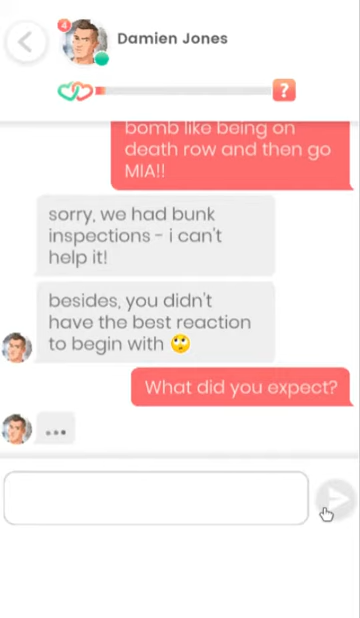 4
Damien Jones
?
bomb like being on
death row and then go
MIA!!
sorry, we had bunk
inspections - i can't
help it!
besides, you didn't
have the best reaction
to begin with 🙄
What did you expect?
...